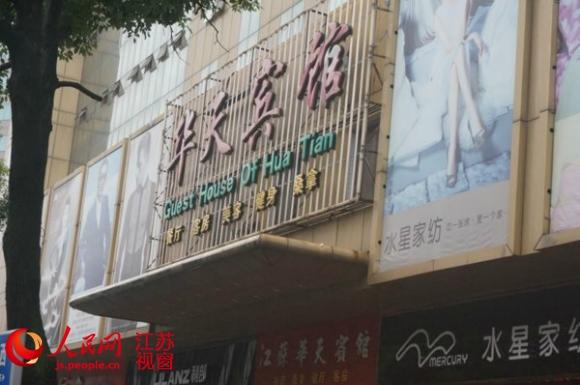 华天宾馆
Guest House Of Hua Tian
餐厅 客房 美容 健身 桑拿
水星家纺
江苏华天宾馆
MERCURY 水星家纺
人民网 江苏视窗
js.people.cn